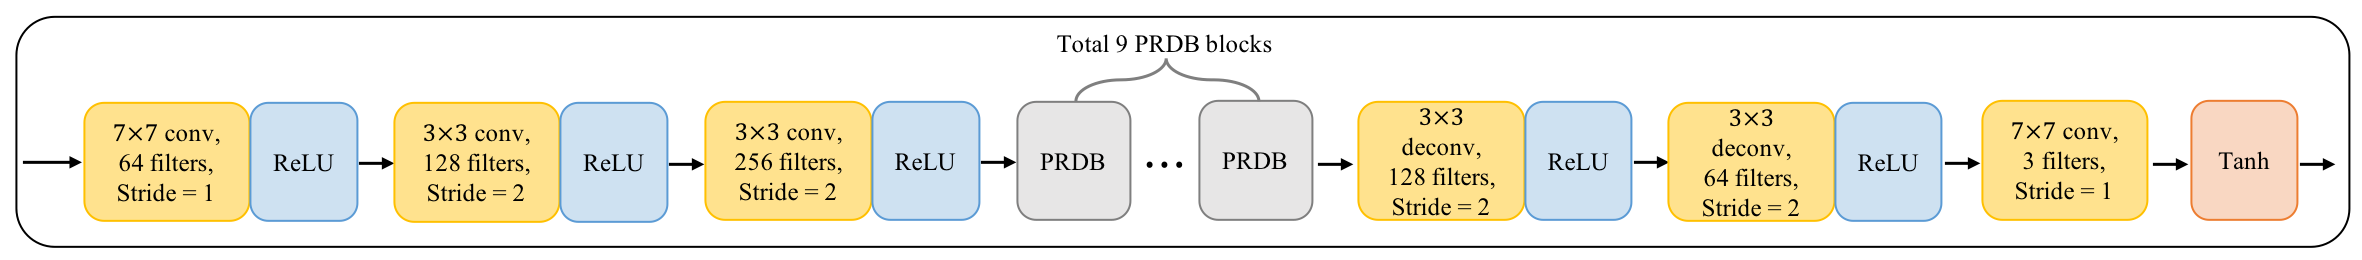 Total 9 PRDB blocks
7×7 conv,
64 filters,
Stride = 1
ReLU
3×3 conv,
128 filters,
Stride = 2
ReLU
3×3 conv,
256 filters,
Stride = 2
ReLU
PRDB
...
PRDB
3×3
deconv,
128 filters,
Stride = 2
ReLU
3×3
deconv,
64 filters,
Stride = 2
ReLU
7×7 conv,
3 filters,
Stride = 1
Tanh